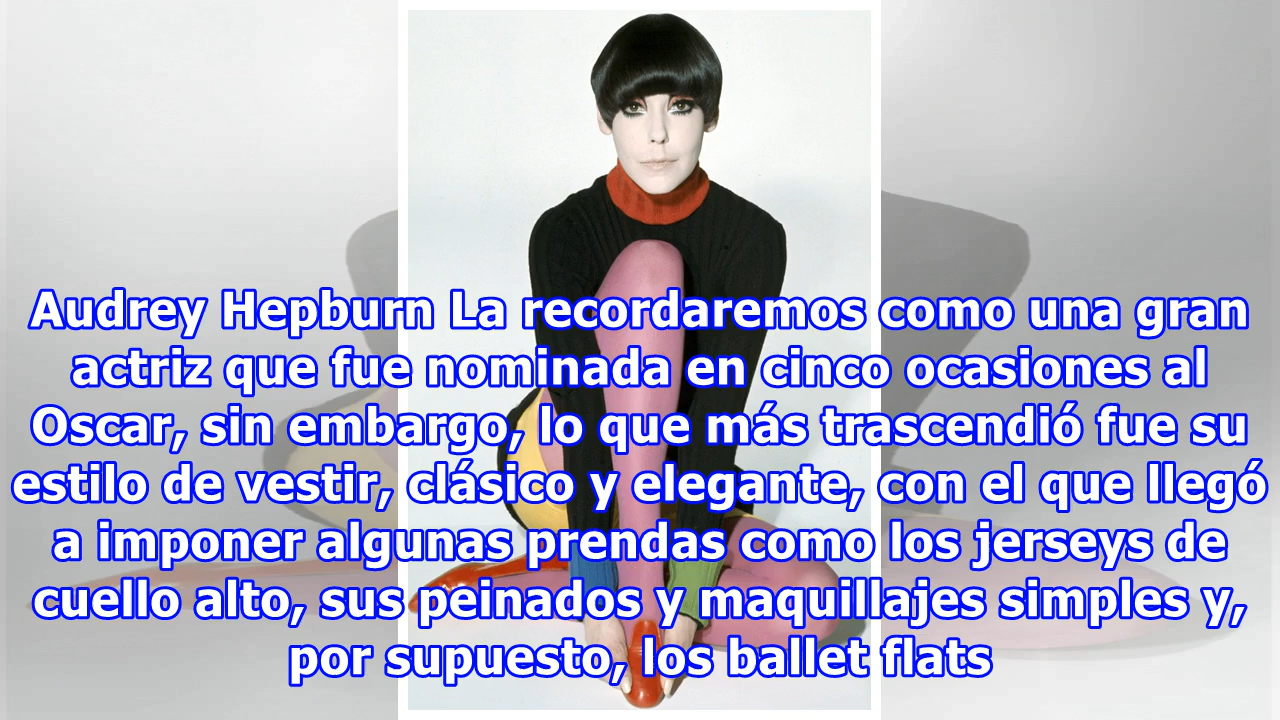 Audrey Hepburn La recordaremos como una gran
actriz que fue nominada en cinco ocasiones al
Oscar, sin embargo, lo que más trascendió fue su
estilo de vestir, clásico y elegante, con el que llegó
a imponer algunas prendas como los jerseys de
cuello alto, sus peinados y maquillajes simples y,
por supuesto, los ballet flats